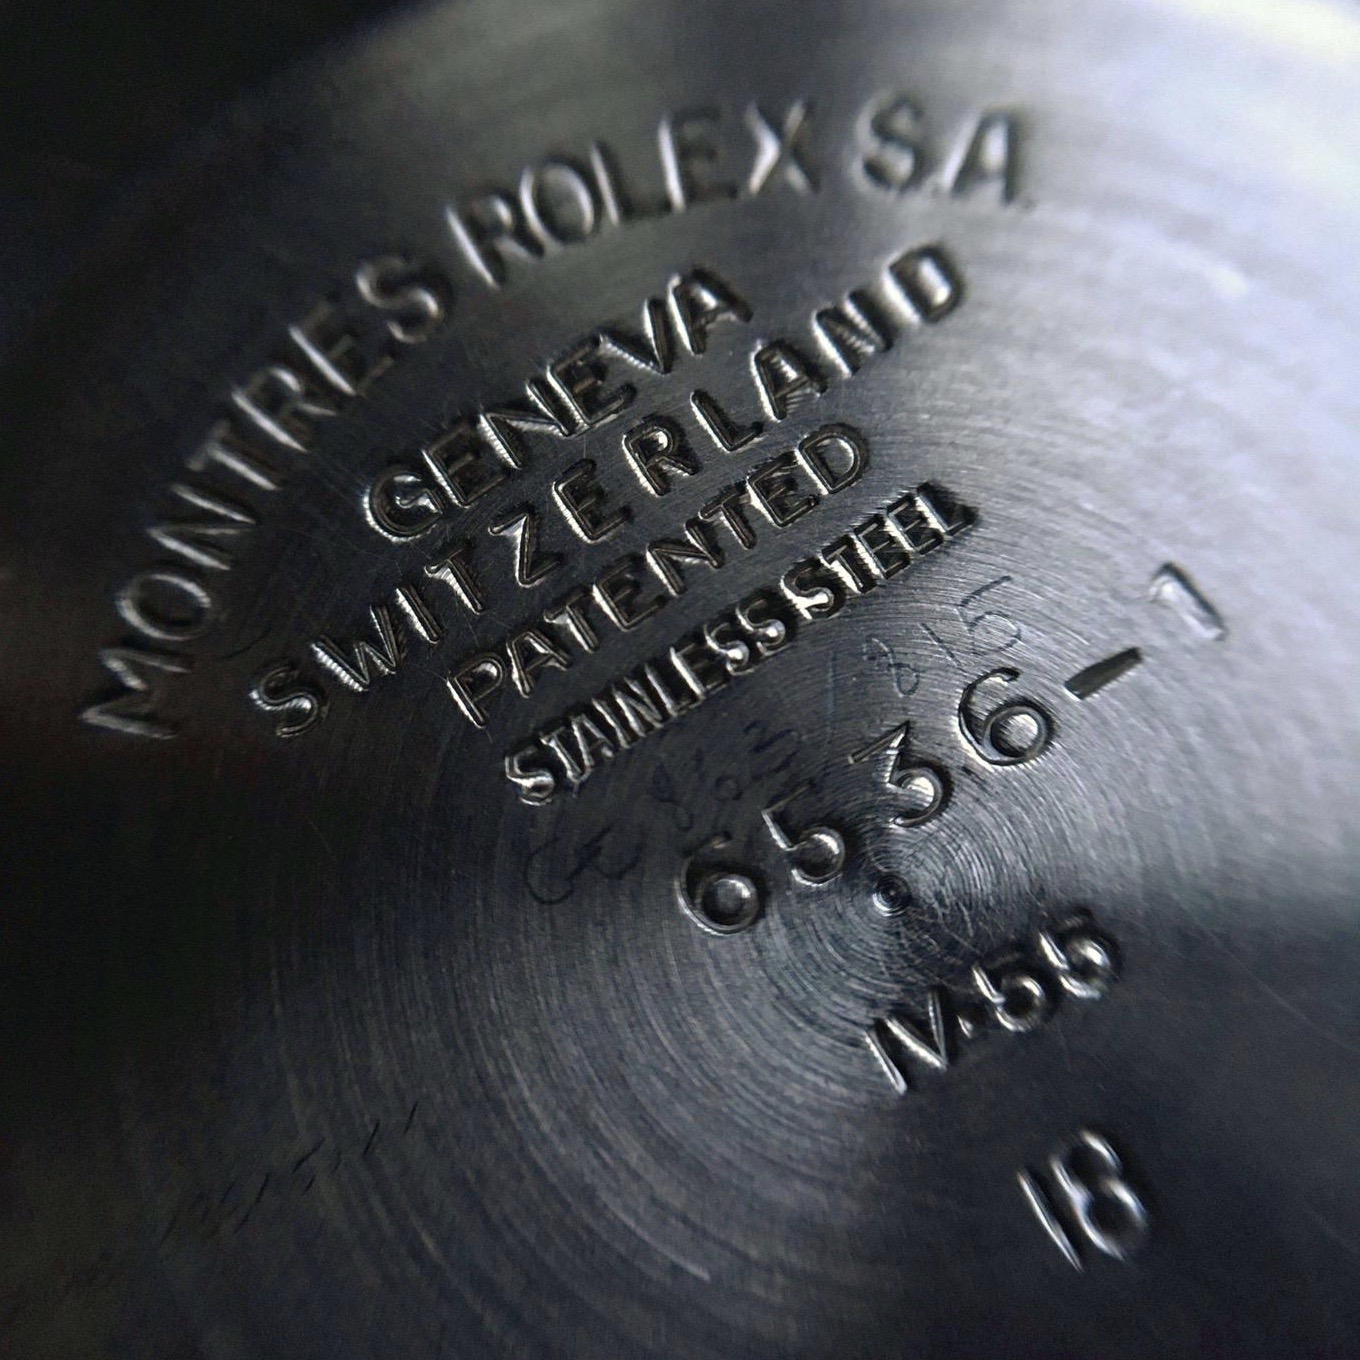 MONTRES ROLEX S.A.
GENEVA
SWITZERLAND
PATENTED
STAINLESS STEEL
6536-1
IV.55
18